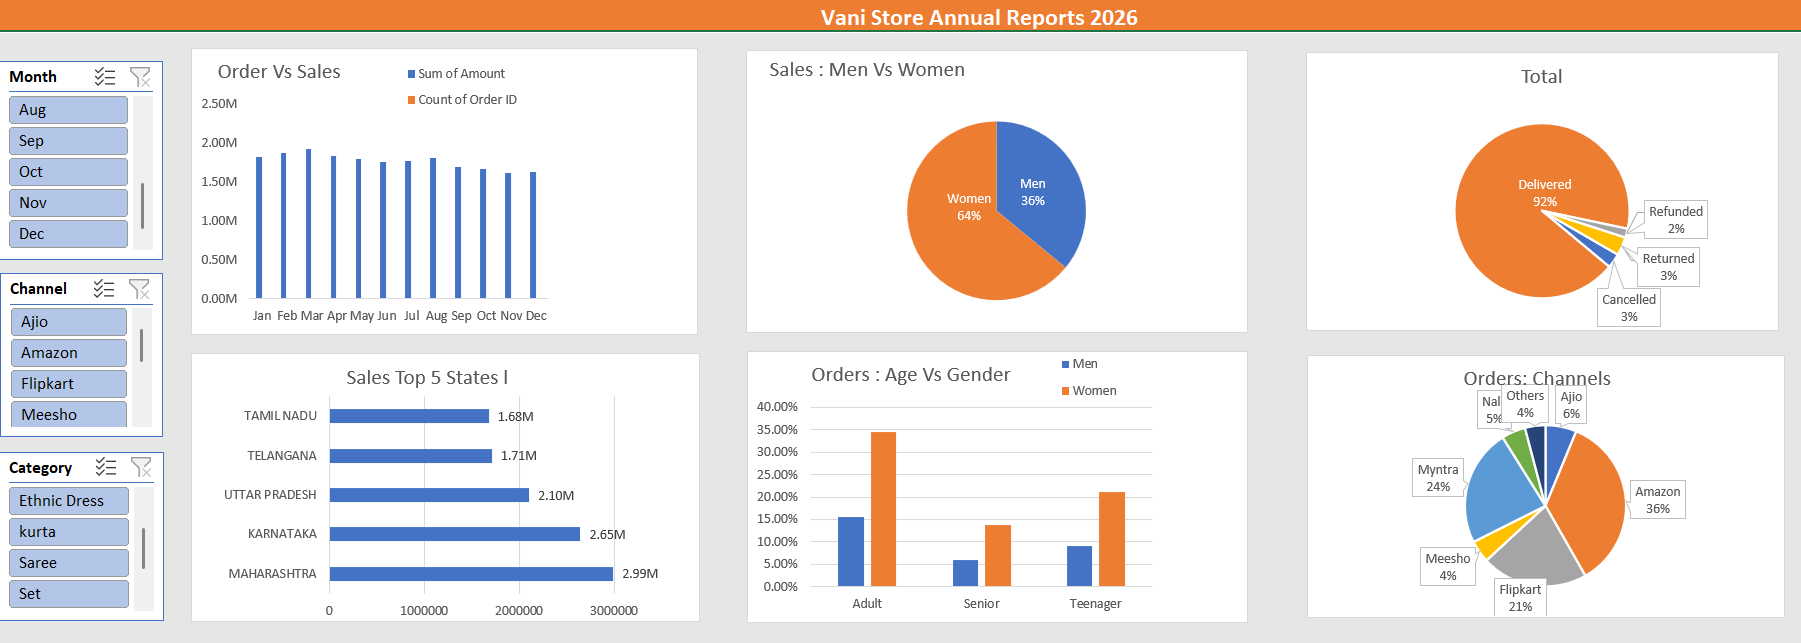 Vani Store Annual Reports 2026
Month
Aug
Sep
Oct
Nov
Dec
Channel
Ajio
Amazon
Flipkart
Meesho
Category
Ethnic Dress
kurta
Saree
Set
Order Vs Sales
Sum of Amount
Count of Order ID
2.50M
2.00M
1.50M
1.00M
0.50M
0.00M
Jan Feb Mar Apr May Jun Jul Aug Sep Oct Nov Dec
Sales : Men Vs Women
Men
36%
Women
64%
Total
Delivered
92%
Refunded
2%
Returned
3%
Cancelled
3%
Sales Top 5 States l
TAMIL NADU 1.68M
TELANGANA 1.71M
UTTAR PRADESH 2.10M
KARNATAKA 2.65M
MAHARASHTRA 2.99M
0 1000000 2000000 3000000
Orders : Age Vs Gender
Men
Women
40.00%
35.00%
30.00%
25.00%
20.00%
15.00%
10.00%
5.00%
0.00%
Adult Senior Teenager
Orders: Channels
Nal
5%
Others
4%
Ajio
6%
Myntra
24%
Amazon
36%
Meesho
4%
Flipkart
21%